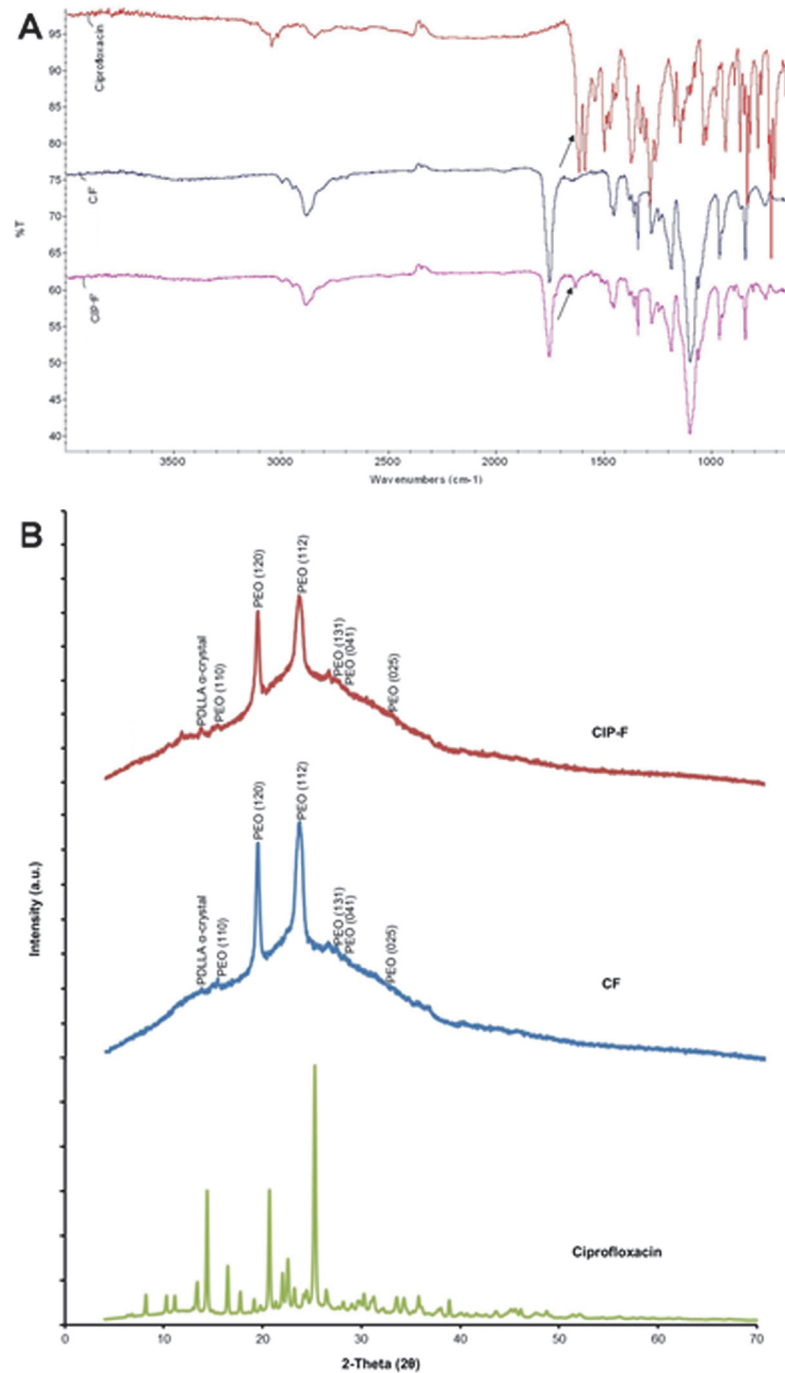 A
95
90
85
80
75
70
65
60
55
50
45
40
%T
Ciprofloxacin
CF
CIP-F
3500
3000
2500
2000
1500
1000
Wavenumbers (cm-1)
B
PDLLA α-crystal
PEO (110)
PEO (120)
PEO (112)
PEO (131)
PEO (041)
PEO (025)
CIP-F
PDLLA α-crystal
PEO (110)
PEO (120)
PEO (112)
PEO (131)
PEO (041)
PEO (025)
CF
Intensity (a.u.)
Ciprofloxacin
0
10
20
30
40
50
60
70
2-Theta (2θ)